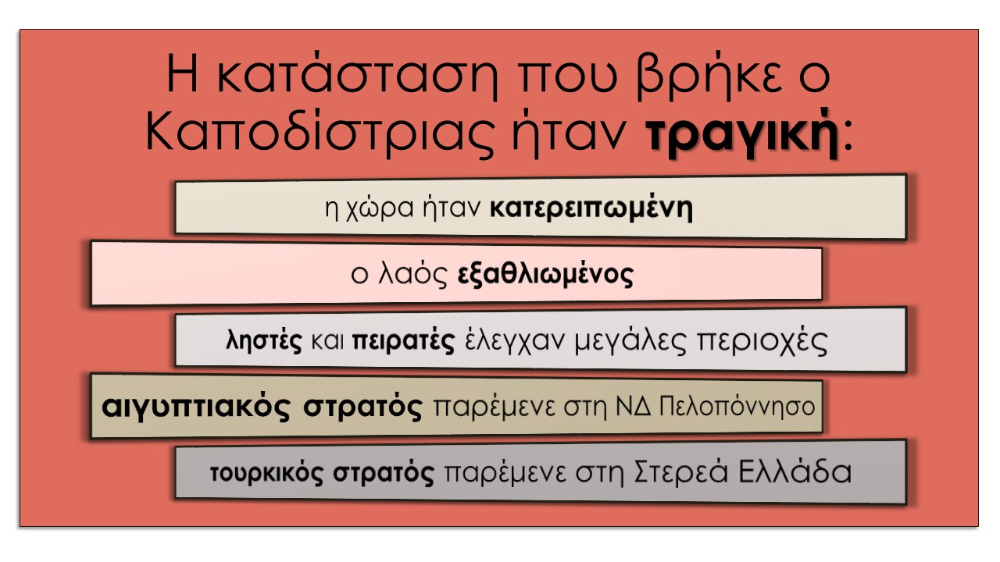 Η κατάσταση που βρήκε ο
Καποδίστριας ήταν τραγική:
η χώρα ήταν κατερειπωμένη
ο λαός εξαθλιωμένος
ληστές και πειρατές έλεγχαν μεγάλες περιοχές
αιγυπτιακός στρατός παρέμενε στη ΝΔ Πελοπόννησο
τουρκικός στρατός παρέμενε στη Στερεά Ελλάδα